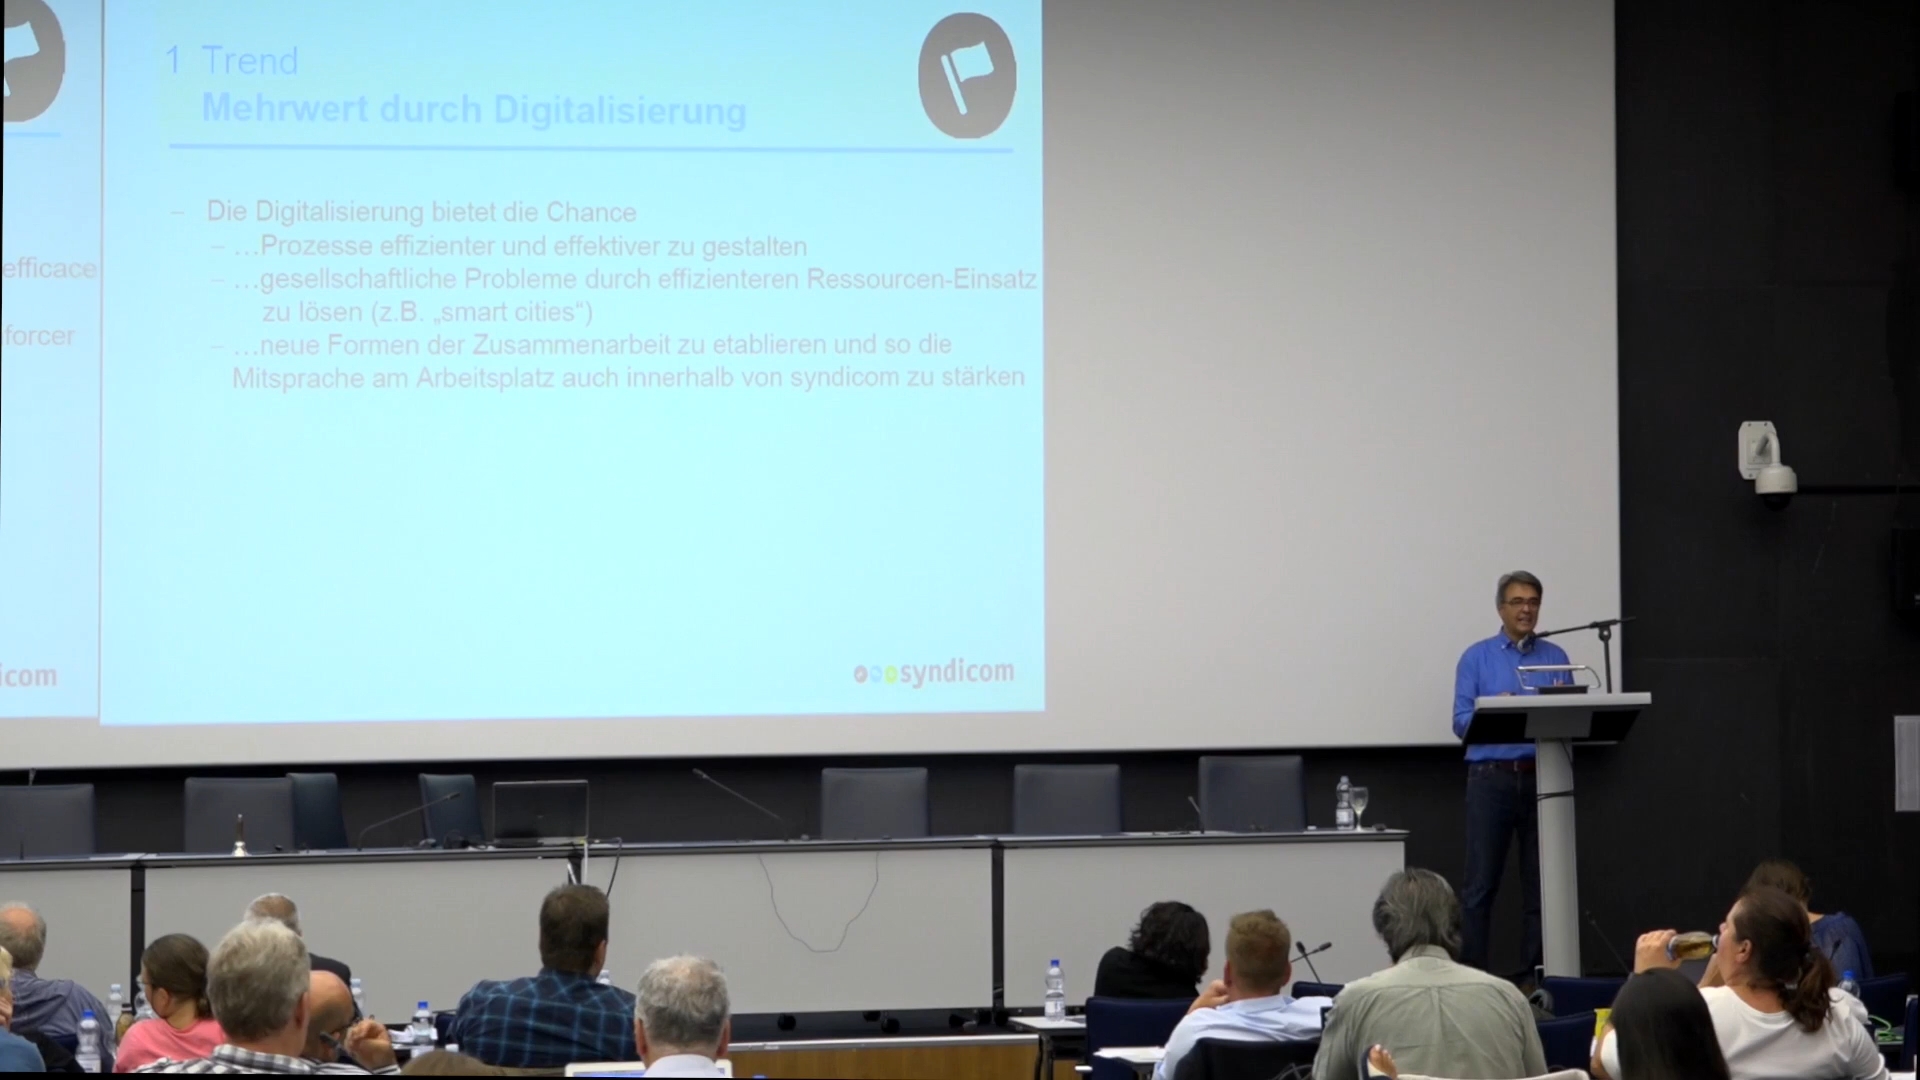 efficace
forcer
icom
1 Trend
Mehrwert durch Digitalisierung
– Die Digitalisierung bietet die Chance
– …Prozesse effizienter und effektiver zu gestalten
– …gesellschaftliche Probleme durch effizienteren Ressourcen-Einsatz
zu lösen (z.B. „smart cities“)
– …neue Formen der Zusammenarbeit zu etablieren und so die
Mitsprache am Arbeitsplatz auch innerhalb von syndicom zu stärken
syndicom